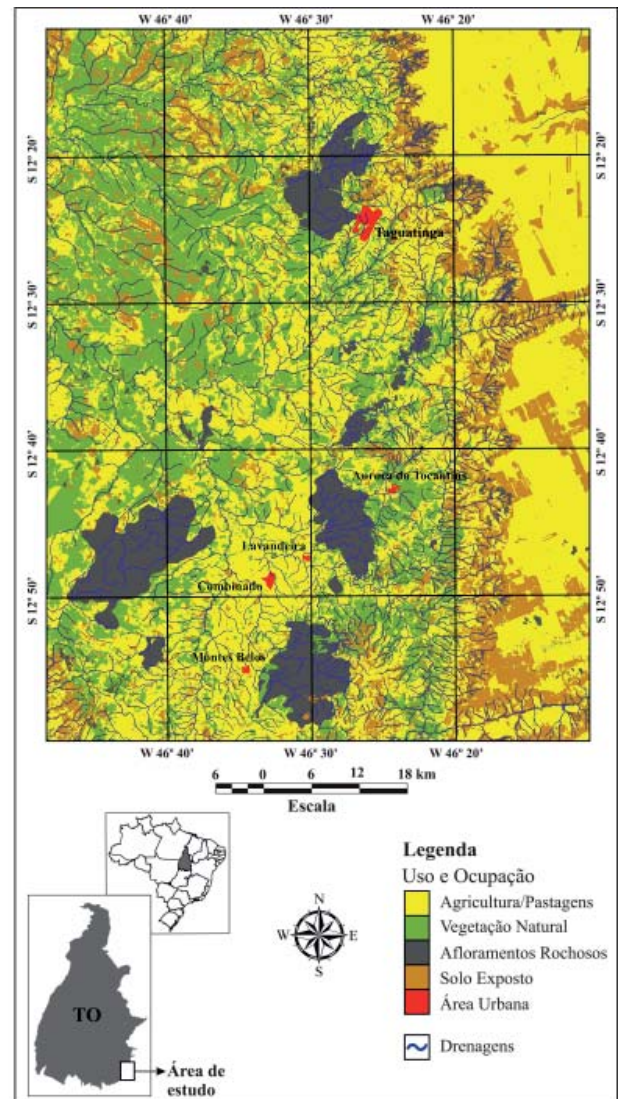 W 46° 40' W 46° 30' W 46° 20'
S 12° 20' S 12° 20'
Taguatinga
S 12° 30' S 12° 30'
S 12° 40' S 12° 40'
Aurora do Tocantins
Lavandeira
Combinado
S 12° 50' S 12° 50'
Montes Belos
W 46° 40' W 46° 30' W 46° 20'
6 0 6 12 18 km
Escala
Legenda
Uso e Ocupação
Agricultura/Pastagens
Vegetação Natural
Afloramentos Rochosos
Solo Exposto
Área Urbana
Drenagens
N
W E
S
TO
Área de
estudo